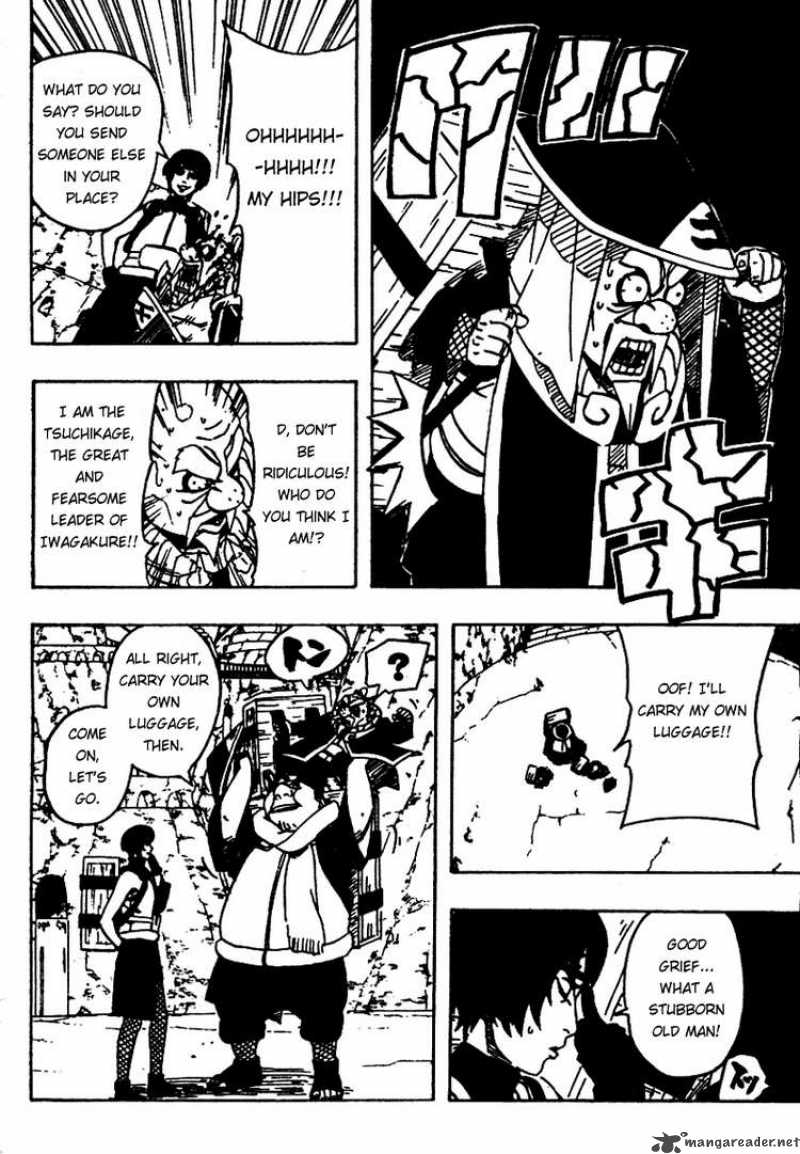 ギ
ギ
OHHHHHH-
-HHHH!!!
MY HIPS!!!
WHAT DO YOU
SAY? SHOULD
YOU SEND
SOMEONE ELSE
IN YOUR
PLACE?
D, DON'T
BE
RIDICULOUS!
WHO DO
YOU THINK I
AM!?
I AM THE
TSUCHIKAGE,
THE GREAT
AND
FEARSOME
LEADER OF
IWAGAKURE!!
OOF! I'LL
CARRY MY OWN
LUGGAGE!!
GOOD
GRIEF...
WHAT A
STUBBORN
OLD MAN!
?
ALL RIGHT,
CARRY YOUR
OWN
LUGGAGE,
THEN.
COME
ON,
LET'S
GO.
mangareader.net